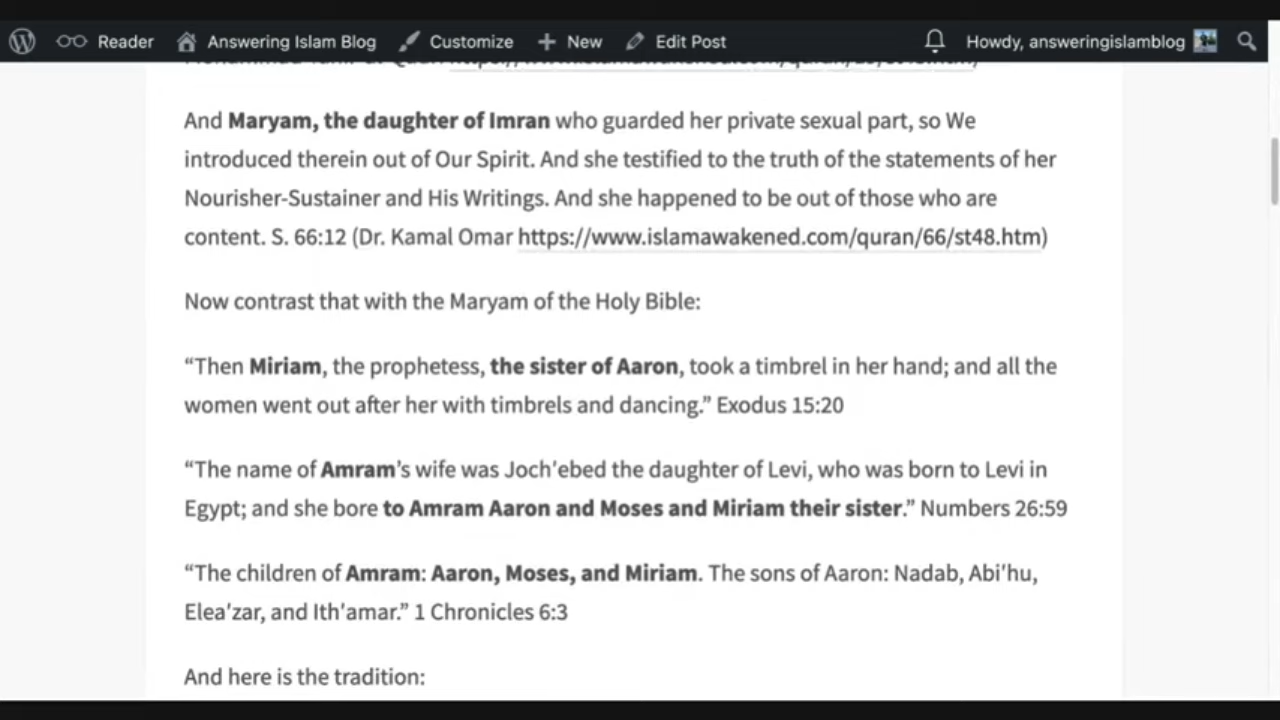 Reader Answering Islam Blog Customize New Edit Post Howdy, answeringislamblog
And Maryam, the daughter of Imran who guarded her private sexual part, so We
introduced therein out of Our Spirit. And she testified to the truth of the statements of her
Nourisher-Sustainer and His Writings. And she happened to be out of those who are
content. S. 66:12 (Dr. Kamal Omar https://www.islamawakened.com/quran/66/st48.htm)
Now contrast that with the Maryam of the Holy Bible:
“Then Miriam, the prophetess, the sister of Aaron, took a timbrel in her hand; and all the
women went out after her with timbrels and dancing.” Exodus 15:20
“The name of Amram’s wife was Joch′ebed the daughter of Levi, who was born to Levi in
Egypt; and she bore to Amram Aaron and Moses and Miriam their sister.” Numbers 26:59
“The children of Amram: Aaron, Moses, and Miriam. The sons of Aaron: Nadab, Abi′hu,
Elea′zar, and Ith′amar.” 1 Chronicles 6:3
And here is the tradition: